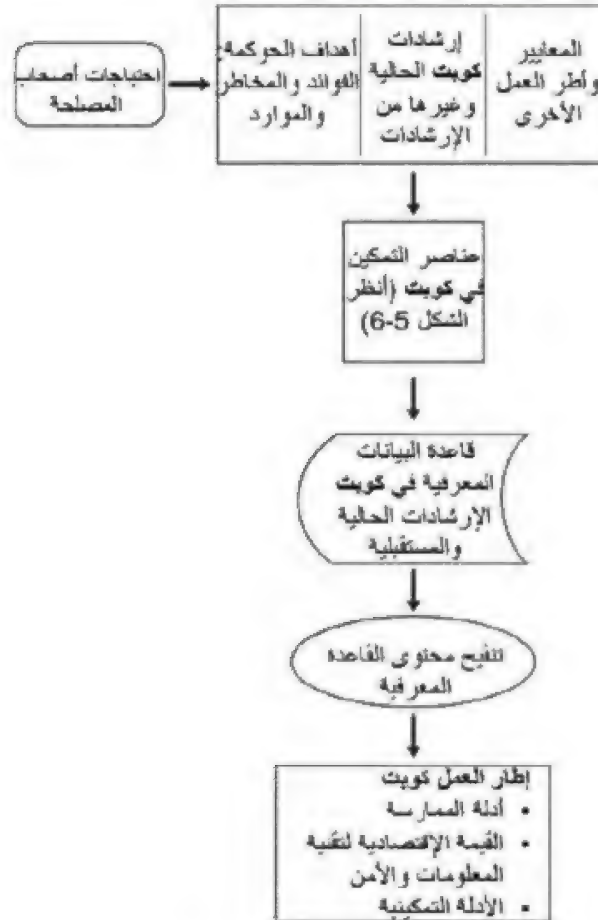 احتياجات أصحاب
المصلحة
أهداف الحوكمة:
الفوائد والمخاطر
والموارد
إرشادات
كوبت الحالية
وغيرها من
الإرشادات
المعايير
وأطر العمل
الأخرى
عناصر التمكين
في كوبت (أنظر
الشكل 5-6)
قاعدة البيانات
المعرفية في كوبت
الإرشادات الحالية
والمستقبلية
تنقيح محتوى القاعدة
المعرفية
إطار العمل كوبت
• أدلة الممارسة
• القيمة الإقتصادية لتقنية
المعلومات والأمن
• الأدلة التمكينية